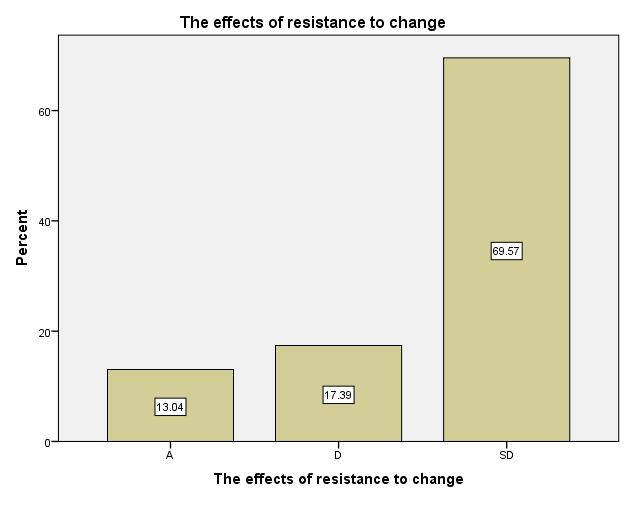 The effects of resistance to change
Percent
60
40
20
0
69.57
17.39
13.04
A D SD
The effects of resistance to change